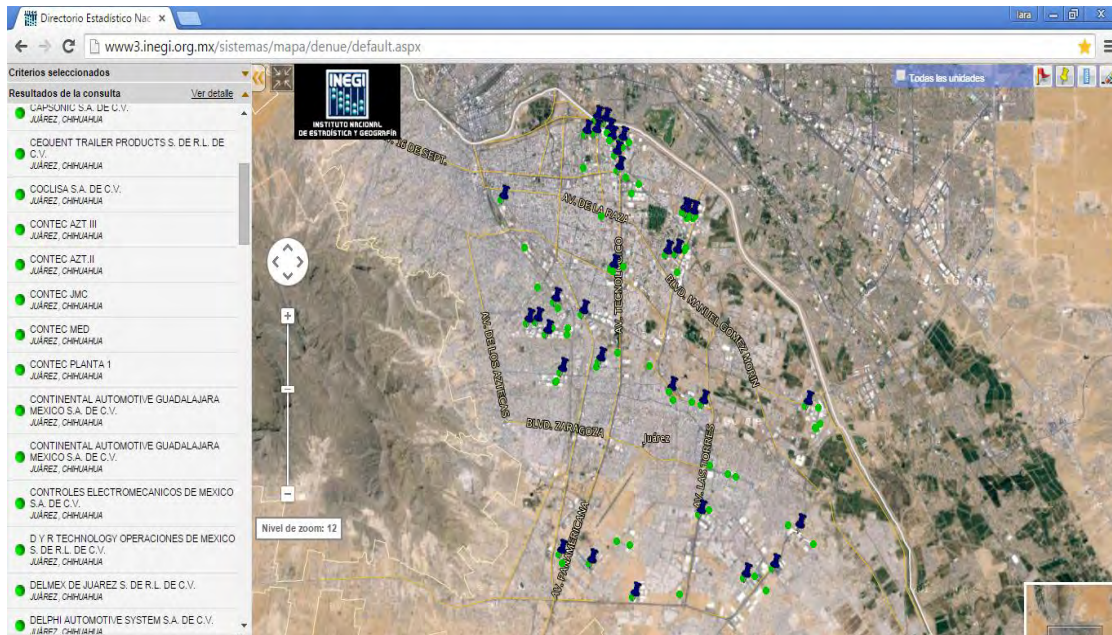 Directorio Estadístico Nac ×
lara
www3.inegi.org.mx/sistemas/mapa/denue/default.aspx
Criterios seleccionados
Resultados de la consulta Ver detalle
CAPSONIC S.A. DE C.V.
JUÁREZ, CHIHUAHUA
CEQUENT TRAILER PRODUCTS S. DE R.L. DE
C.V.
JUÁREZ, CHIHUAHUA
COCLISA S.A. DE C.V.
JUÁREZ, CHIHUAHUA
CONTEC AZT III
JUÁREZ, CHIHUAHUA
CONTEC AZT.II
JUÁREZ, CHIHUAHUA
CONTEC JMC
JUÁREZ, CHIHUAHUA
CONTEC MED
JUÁREZ, CHIHUAHUA
CONTEC PLANTA 1
JUÁREZ, CHIHUAHUA
CONTINENTAL AUTOMOTIVE GUADALAJARA
MEXICO S.A. DE C.V.
JUÁREZ, CHIHUAHUA
CONTINENTAL AUTOMOTIVE GUADALAJARA
MEXICO S.A. DE C.V.
JUÁREZ, CHIHUAHUA
CONTROLES ELECTROMECANICOS DE MEXICO
S.A. DE C.V.
JUÁREZ, CHIHUAHUA
D Y R TECHNOLOGY OPERACIONES DE MEXICO
S. DE R.L. DE C.V.
JUÁREZ, CHIHUAHUA
DELMEX DE JUAREZ S. DE R.L. DE C.V.
JUÁREZ, CHIHUAHUA
DELPHI AUTOMOTIVE SYSTEM S.A. DE C.V.
JUÁREZ, CHIHUAHUA
INEGI
INSTITUTO NACIONAL
DE ESTADÍSTICA Y GEOGRAFÍA
Todas las unidades
16 DE SEPT.
AV. DE LA RAZA
AV. TECNOLÓGICO
BLVD. MANUEL GOMEZ MORIN
AV. DE LOS AZTECAS
BLVD. ZARAGOZA
Juárez
AV. LAS TORRES
AV. PANAMERICANA
Nivel de zoom: 12